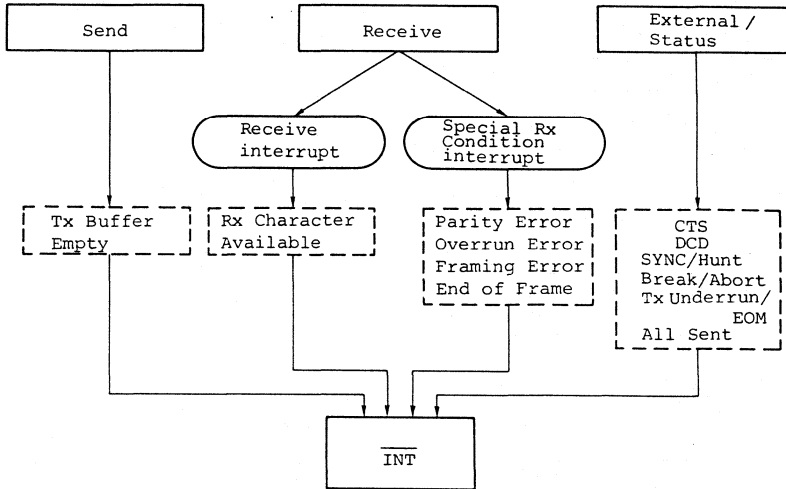 Send
Receive
External /
Status
Receive
interrupt
Special Rx
Condition
interrupt
Tx Buffer
Empty
Rx Character
Available
Parity Error
Overrun Error
Framing Error
End of Frame
CTS
DCD
SYNC/Hunt
Break/Abort
Tx Underrun/
EOM
All Sent
INT